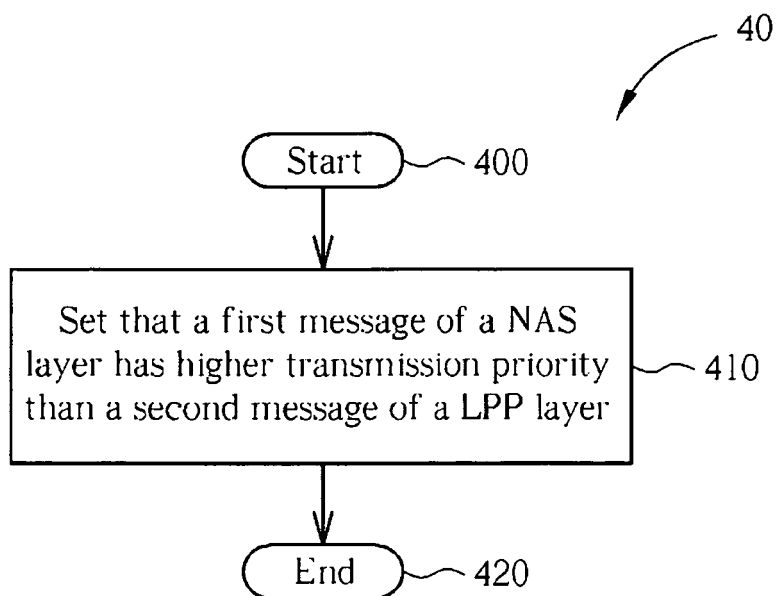 40
Start
400
Set that a first message of a NAS
layer has higher transmission priority
than a second message of a LPP layer
410
End
420